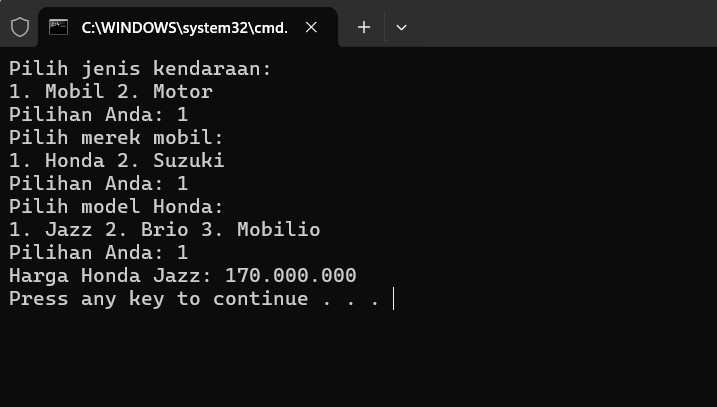 C:\WINDOWS\system32\cmd.
Pilih jenis kendaraan:
1. Mobil 2. Motor
Pilihan Anda: 1
Pilih merek mobil:
1. Honda 2. Suzuki
Pilihan Anda: 1
Pilih model Honda:
1. Jazz 2. Brio 3. Mobilio
Pilihan Anda: 1
Harga Honda Jazz: 170.000.000
Press any key to continue . . .